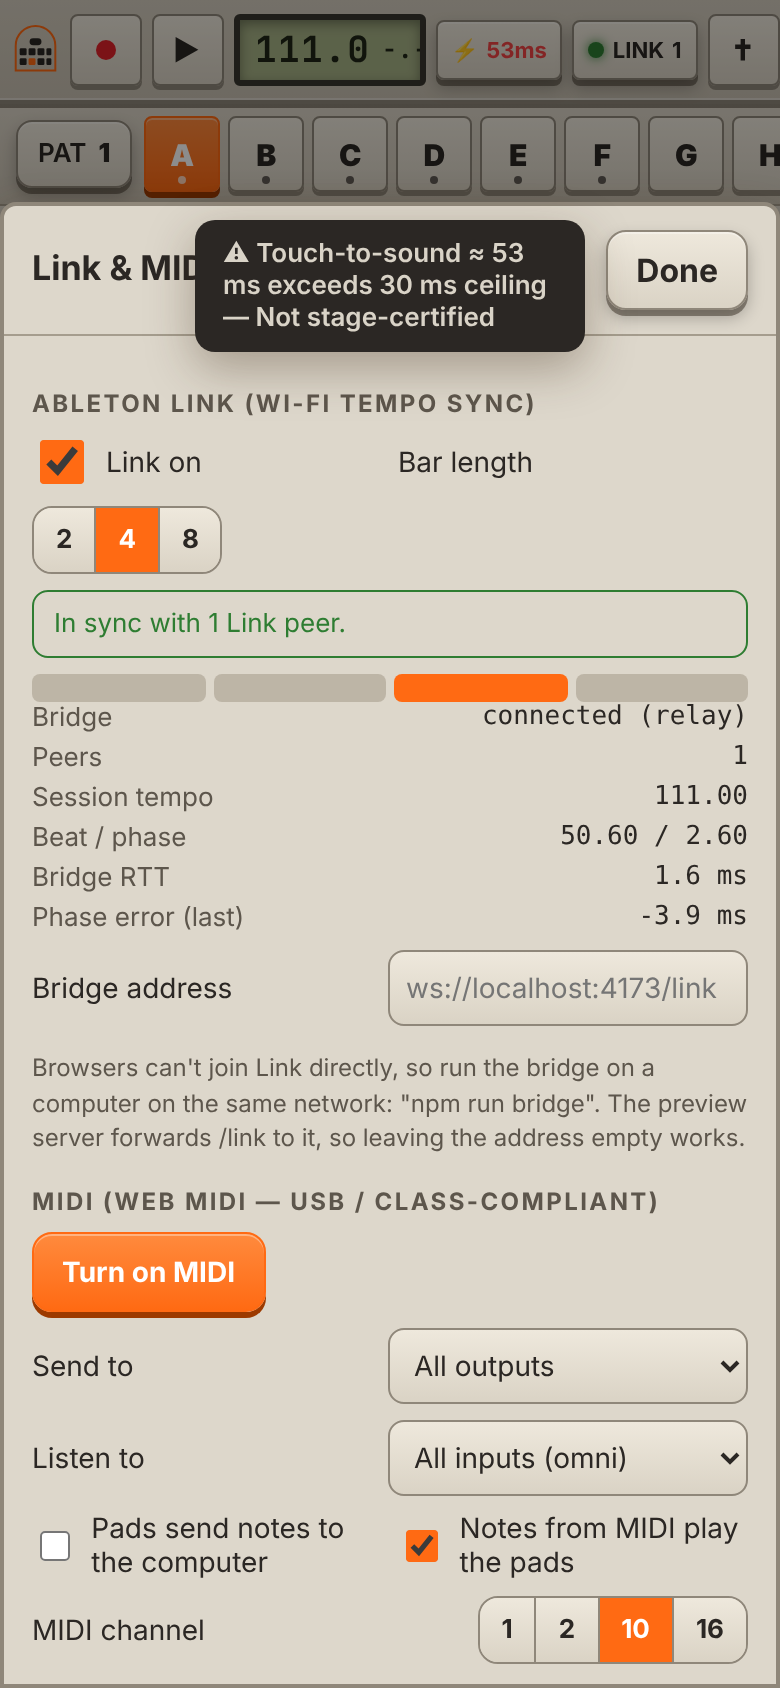 111.0 -.-
⚡ 53ms
LINK 1
✝
PAT 1
A
B
C
D
E
F
G
H
Link & MID
⚠ Touch-to-sound ≈ 53
ms exceeds 30 ms ceiling
— Not stage-certified
Done
ABLETON LINK (WI-FI TEMPO SYNC)
Link on
Bar length
2 4 8
In sync with 1 Link peer.
Bridge connected (relay)
Peers 1
Session tempo 111.00
Beat / phase 50.60 / 2.60
Bridge RTT 1.6 ms
Phase error (last) -3.9 ms
Bridge address ws://localhost:4173/link
Browsers can't join Link directly, so run the bridge on a
computer on the same network: "npm run bridge". The preview
server forwards /link to it, so leaving the address empty works.
MIDI (WEB MIDI — USB / CLASS-COMPLIANT)
Turn on MIDI
Send to All outputs
Listen to All inputs (omni)
Pads send notes to
the computer
Notes from MIDI play
the pads
MIDI channel 1 2 10 16